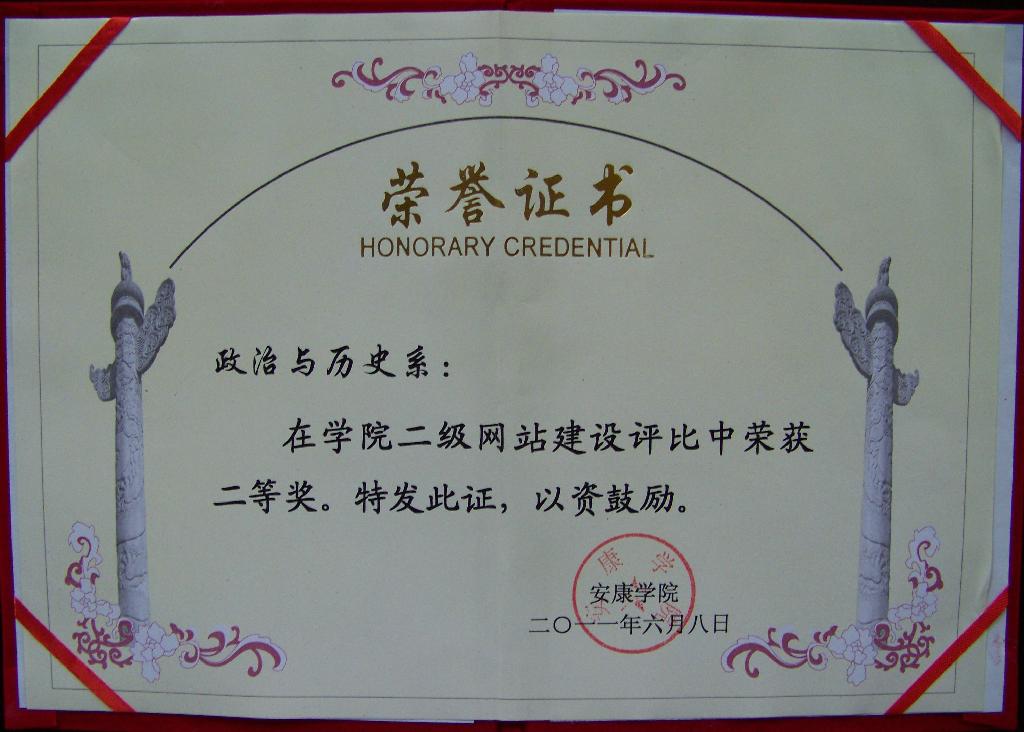 荣誉证书
HONORARY CREDENTIAL
政治与历史系：
在学院二级网站建设评比中荣获
二等奖。特发此证，以资鼓励。
安康学院
二〇一一年六月八日